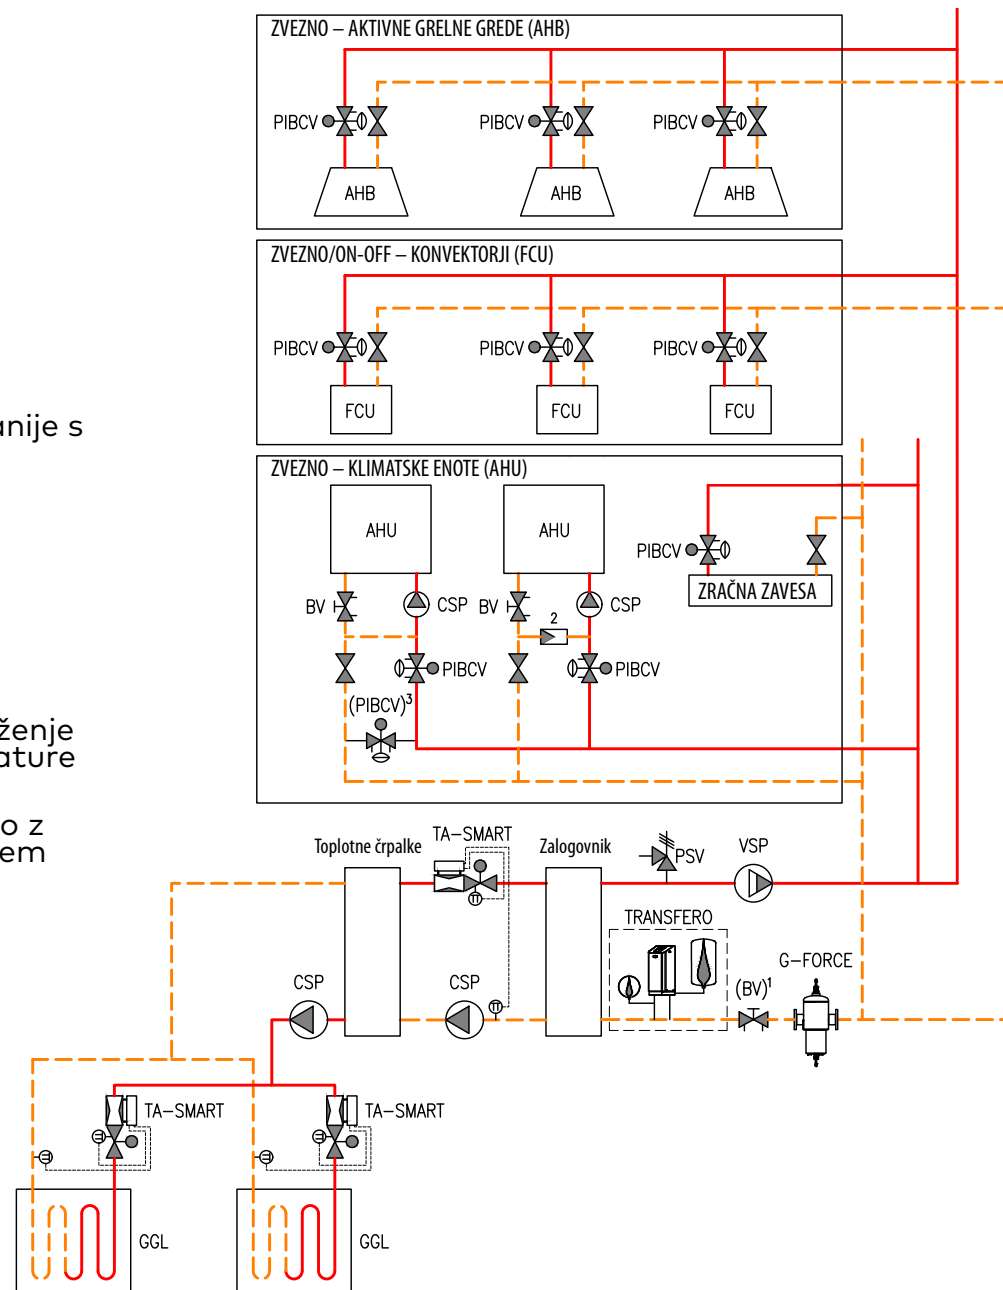 ZVEZNO – AKTIVNE GRELNE GREDE (AHB)
PIBCV PIBCV PIBCV
AHB AHB AHB
ZVEZNO/ON-OFF – KONVEKTORJI (FCU)
PIBCV PIBCV PIBCV
FCU FCU FCU
anije s
ZVEZNO – KLIMATSKE ENOTE (AHU)
AHU AHU
PIBCV
ZRAČNA ZAVESA
BV CSP BV 2 CSP
PIBCV PIBCV
(PIBCV)³
ženje
ature
o z
em
Toplotne črpalke TA-SMART Zalogovnik PSV VSP
TRANSFERO
CSP CSP (BV)¹ G-FORCE
TA-SMART TA-SMART
GGL GGL